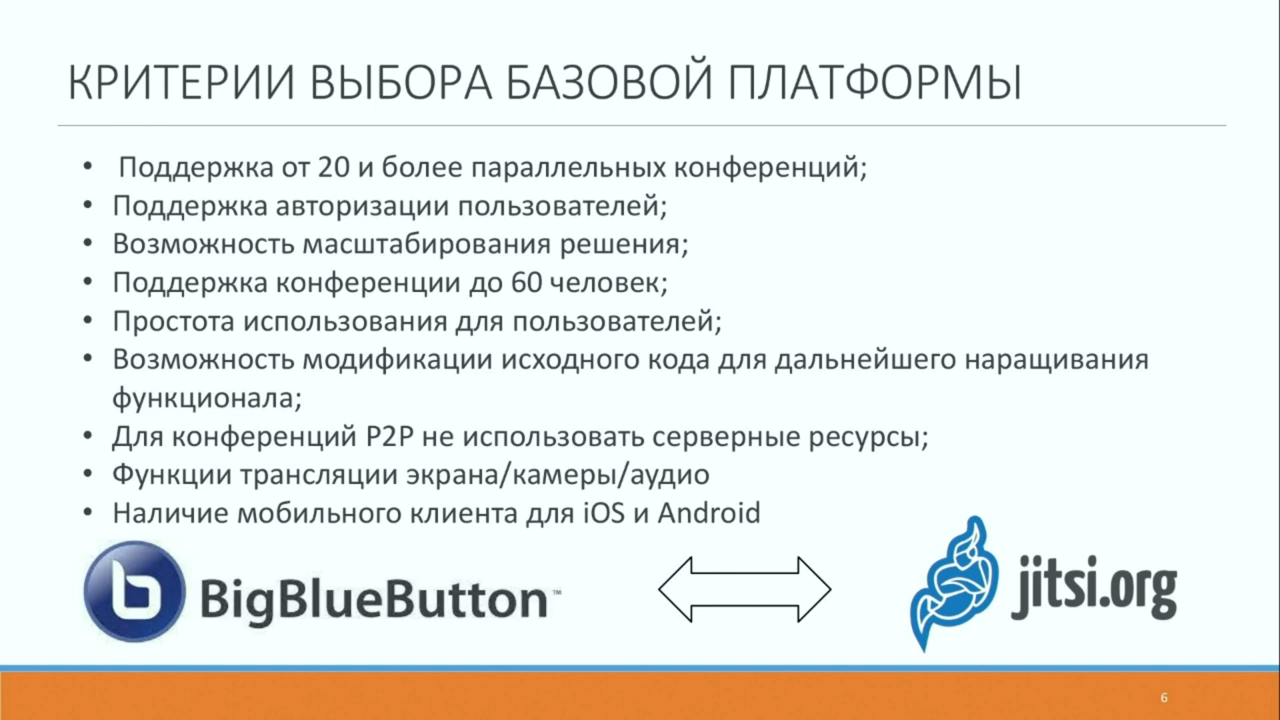 КРИТЕРИИ ВЫБОРА БАЗОВОЙ ПЛАТФОРМЫ
• Поддержка от 20 и более параллельных конференций;
• Поддержка авторизации пользователей;
• Возможность масштабирования решения;
• Поддержка конференции до 60 человек;
• Простота использования для пользователей;
• Возможность модификации исходного кода для дальнейшего наращивания
функционала;
• Для конференций P2P не использовать серверные ресурсы;
• Функции трансляции экрана/камеры/аудио
• Наличие мобильного клиента для iOS и Android
b BigBlueButton™
jitsi.org
6